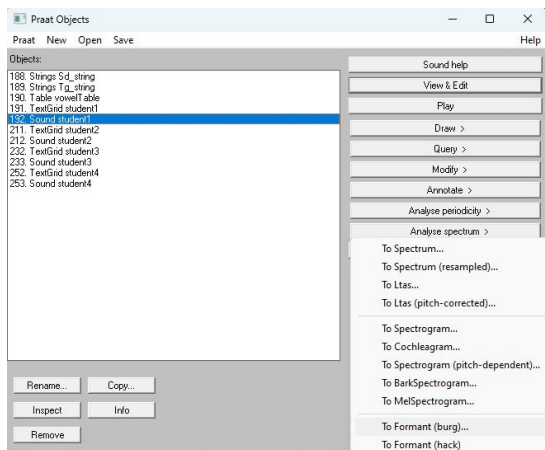 Praat Objects
Praat New Open Save Help
Objects:
188. Strings Sd_string
189. Strings Tg_string
190. Table vowelTable
191. TextGrid student1
192. Sound student1
211. TextGrid student2
212. Sound student2
232. TextGrid student3
233. Sound student3
252. TextGrid student4
253. Sound student4
Rename...
Copy...
Inspect
Info
Remove
Sound help
View & Edit
Play
Draw >
Query >
Modify >
Annotate >
Analyse periodicity >
Analyse spectrum >
To Spectrum...
To Spectrum (resampled)...
To Ltas...
To Ltas (pitch-corrected)...
To Spectrogram...
To Cochleagram...
To Spectrogram (pitch-dependent)...
To BarkSpectrogram...
To MelSpectrogram...
To Formant (burg)...
To Formant (hack)